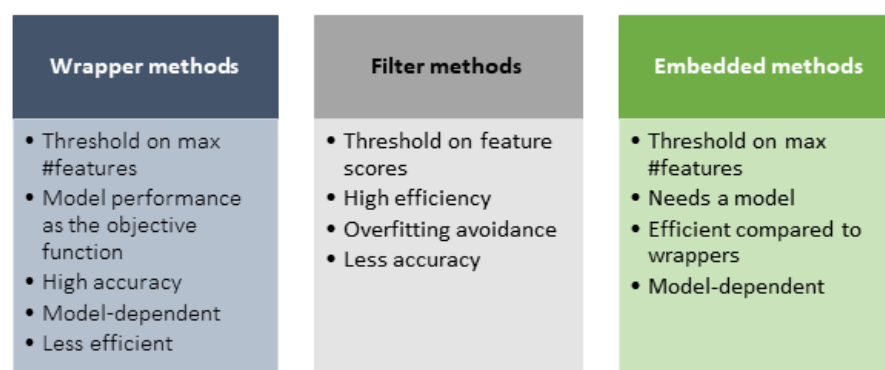 Wrapper methods
• Threshold on max
#features
• Model performance
as the objective
function
• High accuracy
• Model-dependent
• Less efficient
Filter methods
• Threshold on feature
scores
• High efficiency
• Overfitting avoidance
• Less accuracy
Embedded methods
• Threshold on max
#features
• Needs a model
• Efficient compared to
wrappers
• Model-dependent